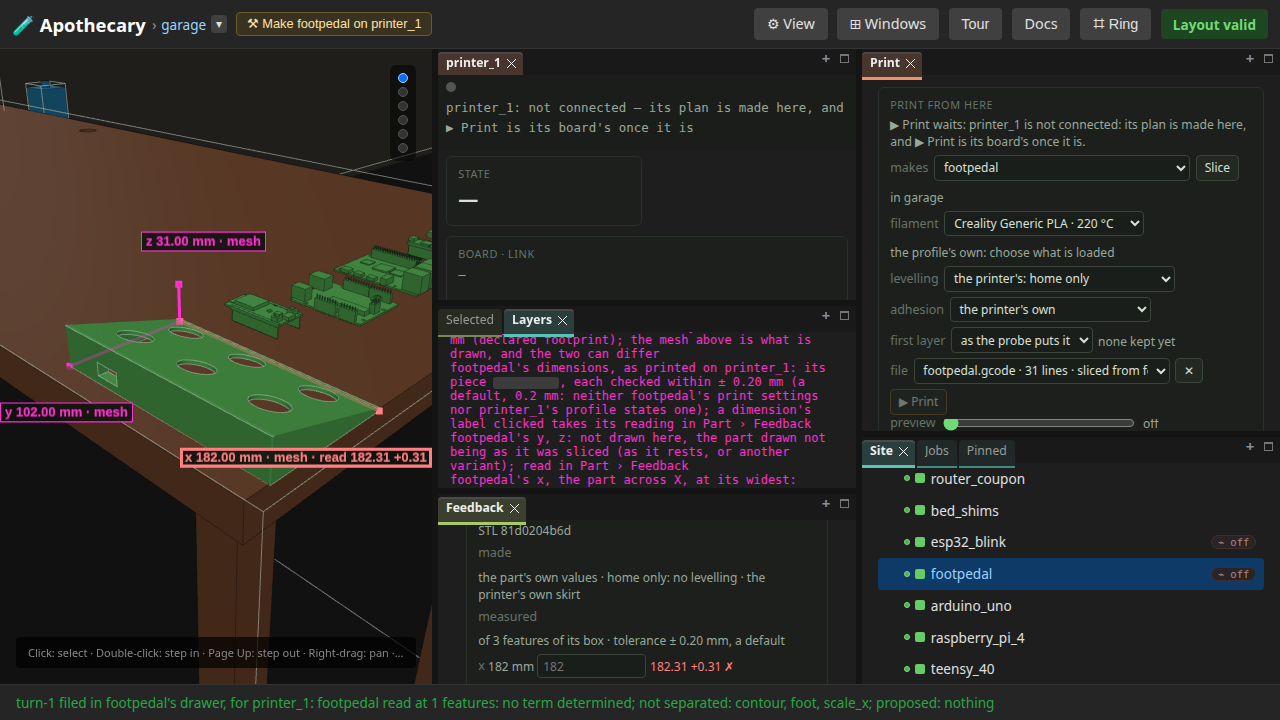 Apothecary › garage ▾ ⚒ Make footpedal on printer_1
⚙ View ⊞ Windows Tour Docs ⌗ Ring Layout valid
z 31.00 mm · mesh
y 102.00 mm · mesh
x 182.00 mm · mesh · read 182.31 +0.31
Click: select · Double-click: step in · Page Up: step out · Right-drag: pan ·...
printer_1
printer_1: not connected — its plan is made here, and
▶ Print is its board's once it is
STATE
—
BOARD · LINK
—
Selected Layers
mm (declared footprint); the mesh above is what is
drawn, and the two can differ
footpedal's dimensions, as printed on printer_1: its
piece , each checked within ± 0.20 mm (a
default, 0.2 mm: neither footpedal's print settings
nor printer_1's profile states one); a dimension's
label clicked takes its reading in Part › Feedback
footpedal's y, z: not drawn here, the part drawn not
being as it was sliced (as it rests, or another
variant); read in Part › Feedback
footpedal's x, the part across X, at its widest:
Feedback
STL 81d0204b6d
made
the part's own values · home only: no levelling · the
printer's own skirt
measured
of 3 features of its box · tolerance ± 0.20 mm, a default
x 182 mm 182 182.31 +0.31 ✗
Print
PRINT FROM HERE
▶ Print waits: printer_1 is not connected: its plan is made here,
and ▶ Print is its board's once it is.
makes footpedal Slice
in garage
filament Creality Generic PLA · 220 °C
the profile's own: choose what is loaded
levelling the printer's: home only
adhesion the printer's own
first layer as the probe puts it none kept yet
file footpedal.gcode · 31 lines · sliced from f ✕
▶ Print
preview off
Site Jobs Pinned
router_coupon
bed_shims
esp32_blink ⌁ off
footpedal ⌁ off
arduino_uno
raspberry_pi_4
teensy_40
turn-1 filed in footpedal's drawer, for printer_1: footpedal read at 1 features: no term determined; not separated: contour, foot, scale_x; proposed: nothing